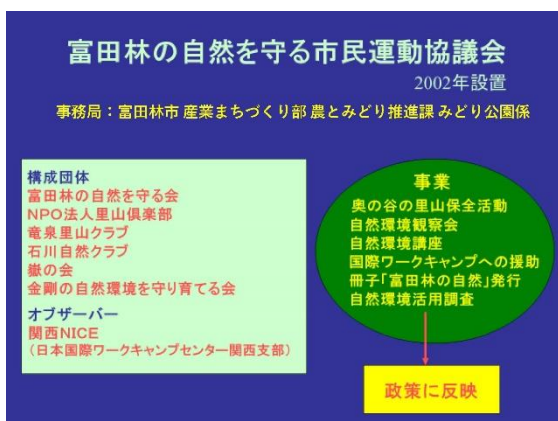 富田林の自然を守る市民運動協議会
2002年設置
事務局：富田林市 産業まちづくり部 農とみどり推進課 みどり公園係
構成団体
富田林の自然を守る会
NPO法人里山倶楽部
竜泉里山クラブ
石川自然クラブ
嶽の会
金剛の自然環境を守り育てる会
オブザーバー
関西NICE
（日本国際ワークキャンプセンター関西支部）
事業
奥の谷の里山保全活動
自然環境観察会
自然環境講座
国際ワークキャンプへの援助
冊子「富田林の自然」発行
自然環境活用調査
政策に反映